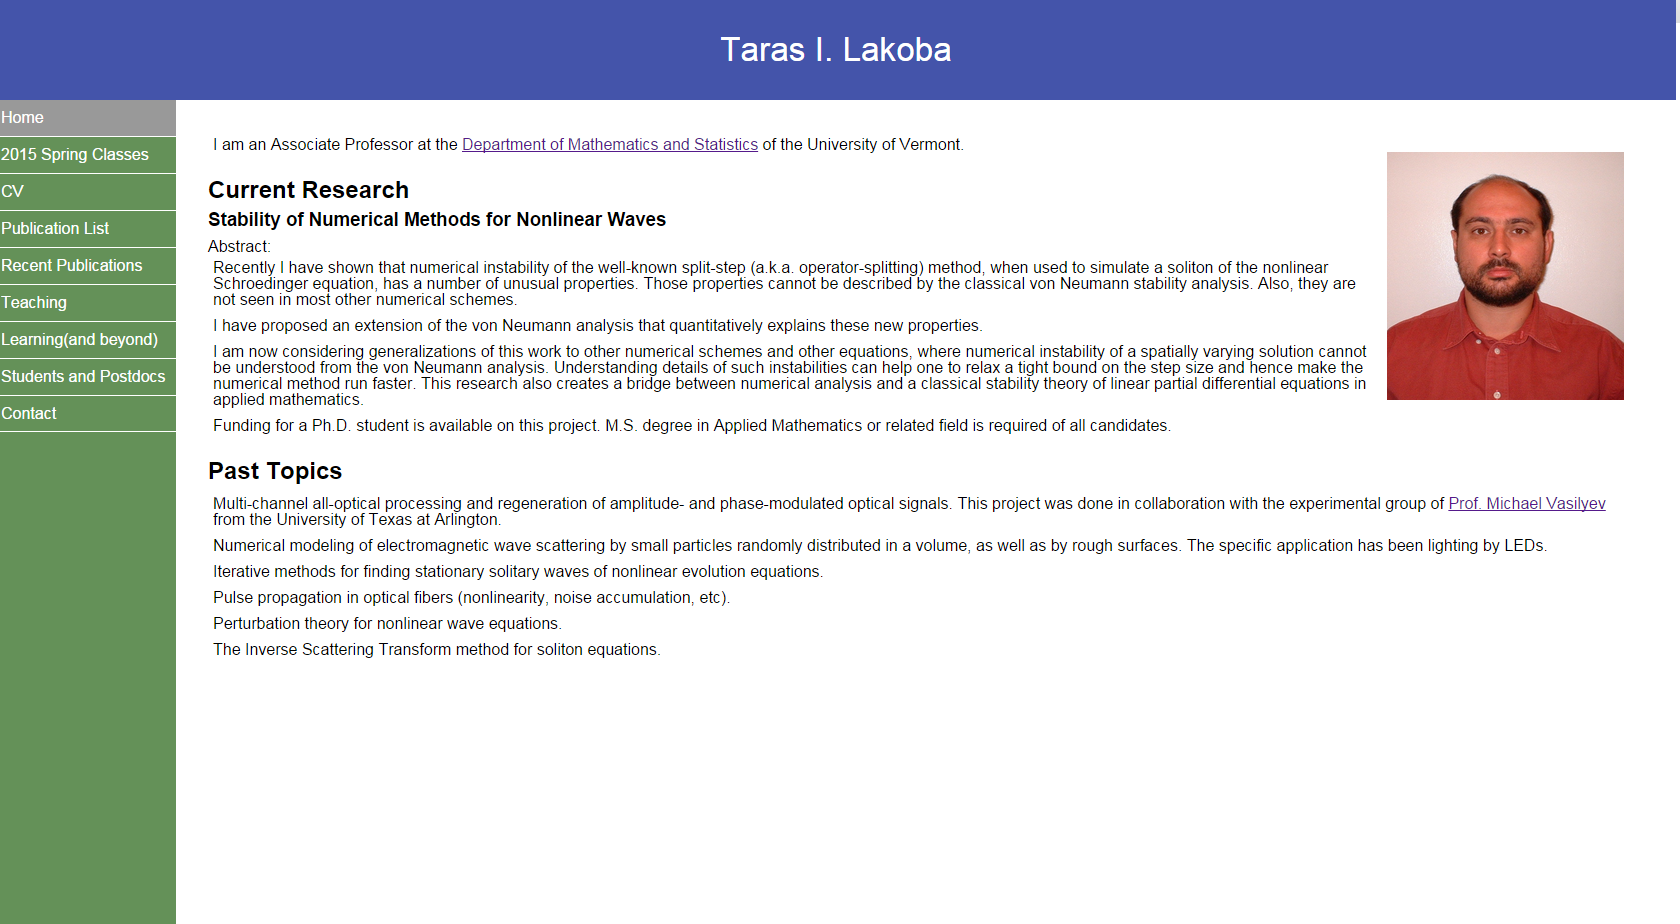 Taras I. Lakoba
Home
2015 Spring Classes
CV
Publication List
Recent Publications
Teaching
Learning(and beyond)
Students and Postdocs
Contact
I am an Associate Professor at the Department of Mathematics and Statistics of the University of Vermont.
Current Research
Stability of Numerical Methods for Nonlinear Waves
Abstract:
Recently I have shown that numerical instability of the well-known split-step (a.k.a. operator-splitting) method, when used to simulate a soliton of the nonlinear
Schroedinger equation, has a number of unusual properties. Those properties cannot be described by the classical von Neumann stability analysis. Also, they are
not seen in most other numerical schemes.
I have proposed an extension of the von Neumann analysis that quantitatively explains these new properties.
I am now considering generalizations of this work to other numerical schemes and other equations, where numerical instability of a spatially varying solution cannot
be understood from the von Neumann analysis. Understanding details of such instabilities can help one to relax a tight bound on the step size and hence make the
numerical method run faster. This research also creates a bridge between numerical analysis and a classical stability theory of linear partial differential equations in
applied mathematics.
Funding for a Ph.D. student is available on this project. M.S. degree in Applied Mathematics or related field is required of all candidates.
Past Topics
Multi-channel all-optical processing and regeneration of amplitude- and phase-modulated optical signals. This project was done in collaboration with the experimental group of Prof. Michael Vasilyev
from the University of Texas at Arlington.
Numerical modeling of electromagnetic wave scattering by small particles randomly distributed in a volume, as well as by rough surfaces. The specific application has been lighting by LEDs.
Iterative methods for finding stationary solitary waves of nonlinear evolution equations.
Pulse propagation in optical fibers (nonlinearity, noise accumulation, etc).
Perturbation theory for nonlinear wave equations.
The Inverse Scattering Transform method for soliton equations.